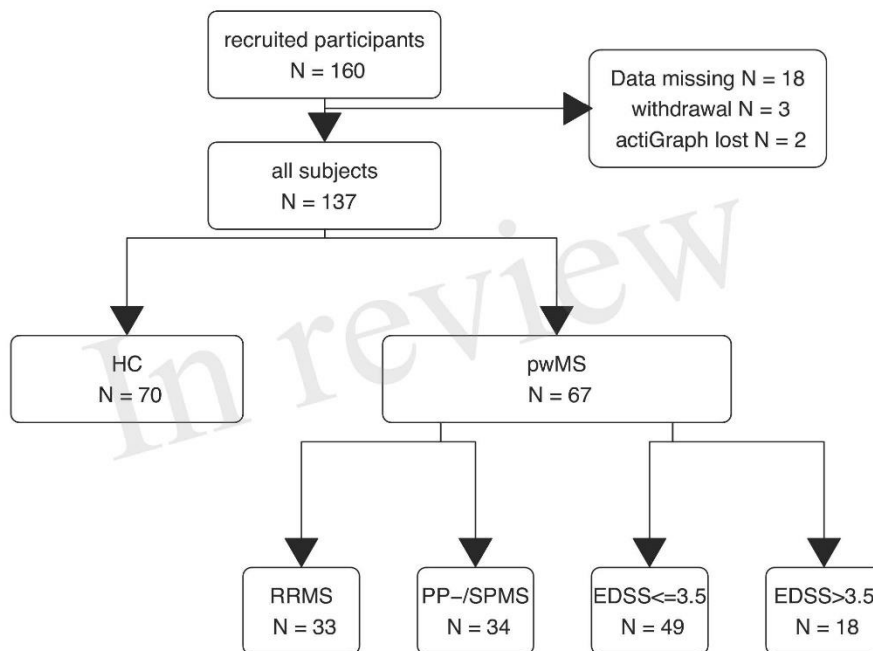 recruited participants
N = 160
Data missing N = 18
withdrawal N = 3
actiGraph lost N = 2
all subjects
N = 137
In review
HC
N = 70
pwMS
N = 67
RRMS
N = 33
PP-/SPMS
N = 34
EDSS<=3.5
N = 49
EDSS>3.5
N = 18